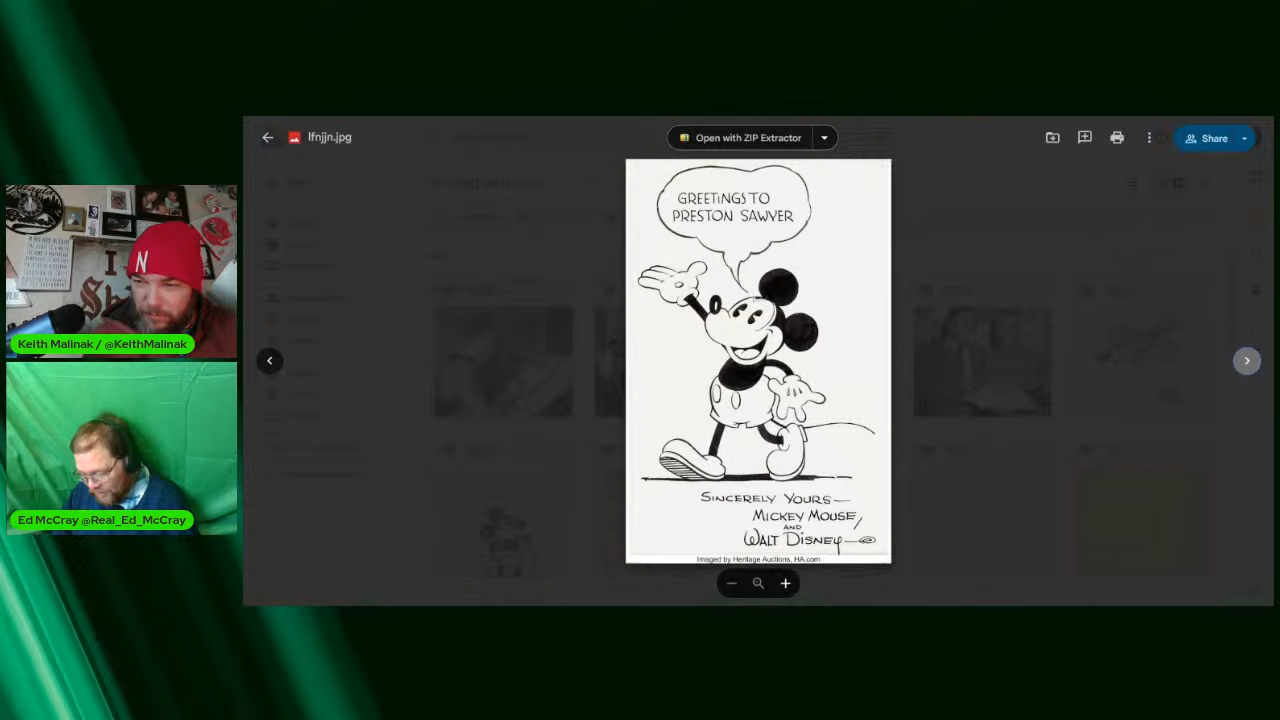 lfnjjn.jpg
Open with ZIP Extractor
Share
GREETINGS TO
PRESTON SAWYER
N
Keith Malinak / @KeithMalinak
Ed McCray @Real_Ed_McCray
SINCERELY YOURS—
MICKEY MOUSE,
AND
WALT DISNEY—
Imaged by Heritage Auctions, HA.com